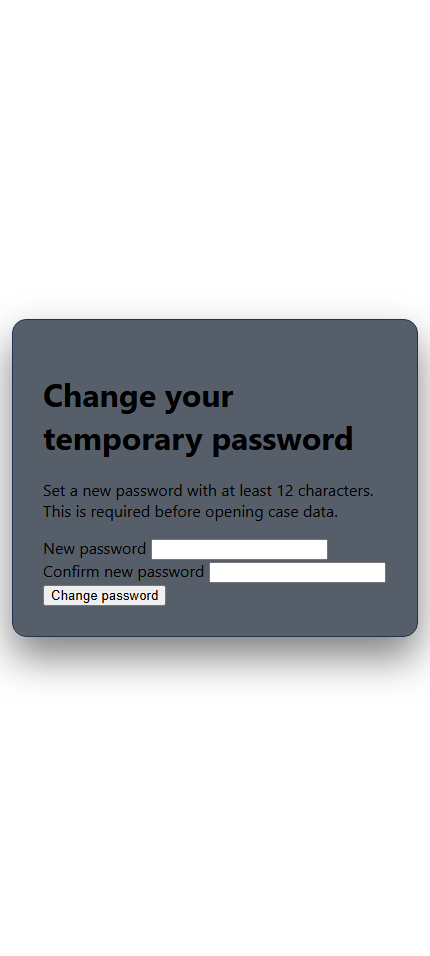 Change your
temporary password
Set a new password with at least 12 characters.
This is required before opening case data.
New password
Confirm new password
Change password